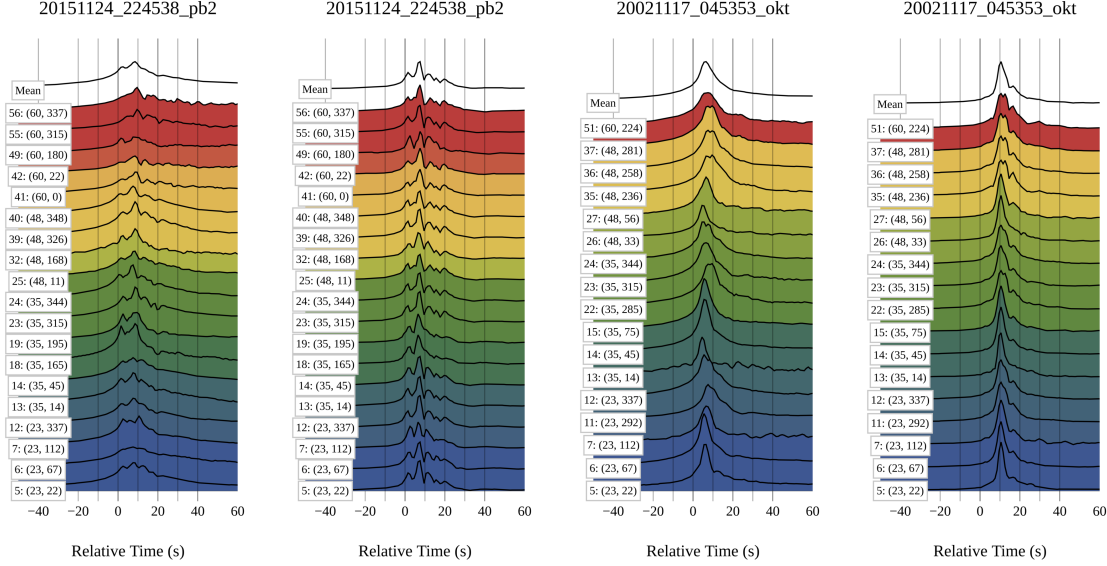 20151124_224538_pb2
Mean
56: (60, 337)
55: (60, 315)
49: (60, 180)
42: (60, 22)
41: (60, 0)
40: (48, 348)
39: (48, 326)
32: (48, 168)
25: (48, 11)
24: (35, 344)
23: (35, 315)
19: (35, 195)
18: (35, 165)
14: (35, 45)
13: (35, 14)
12: (23, 337)
7: (23, 112)
6: (23, 67)
5: (23, 22)
−40 −20 0 20 40 60
Relative Time (s)
20151124_224538_pb2
Mean
56: (60, 337)
55: (60, 315)
49: (60, 180)
42: (60, 22)
41: (60, 0)
40: (48, 348)
39: (48, 326)
32: (48, 168)
25: (48, 11)
24: (35, 344)
23: (35, 315)
19: (35, 195)
18: (35, 165)
14: (35, 45)
13: (35, 14)
12: (23, 337)
7: (23, 112)
6: (23, 67)
5: (23, 22)
−40 −20 0 20 40 60
Relative Time (s)
20021117_045353_okt
Mean
51: (60, 224)
37: (48, 281)
36: (48, 258)
35: (48, 236)
27: (48, 56)
26: (48, 33)
24: (35, 344)
23: (35, 315)
22: (35, 285)
15: (35, 75)
14: (35, 45)
13: (35, 14)
12: (23, 337)
11: (23, 292)
7: (23, 112)
6: (23, 67)
5: (23, 22)
−40 −20 0 20 40 60
Relative Time (s)
20021117_045353_okt
Mean
51: (60, 224)
37: (48, 281)
36: (48, 258)
35: (48, 236)
27: (48, 56)
26: (48, 33)
24: (35, 344)
23: (35, 315)
22: (35, 285)
15: (35, 75)
14: (35, 45)
13: (35, 14)
12: (23, 337)
11: (23, 292)
7: (23, 112)
6: (23, 67)
5: (23, 22)
−40 −20 0 20 40 60
Relative Time (s)